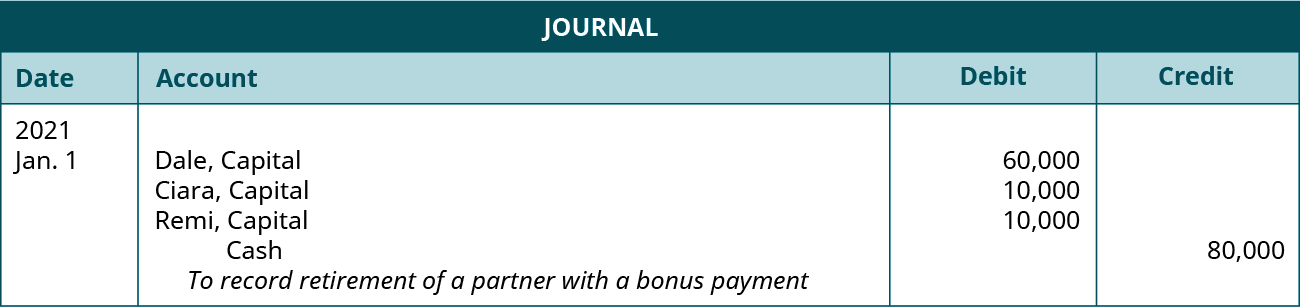 JOURNAL
Date Account Debit Credit
2021
Jan. 1 Dale, Capital 60,000
Ciara, Capital 10,000
Remi, Capital 10,000
Cash 80,000
To record retirement of a partner with a bonus payment